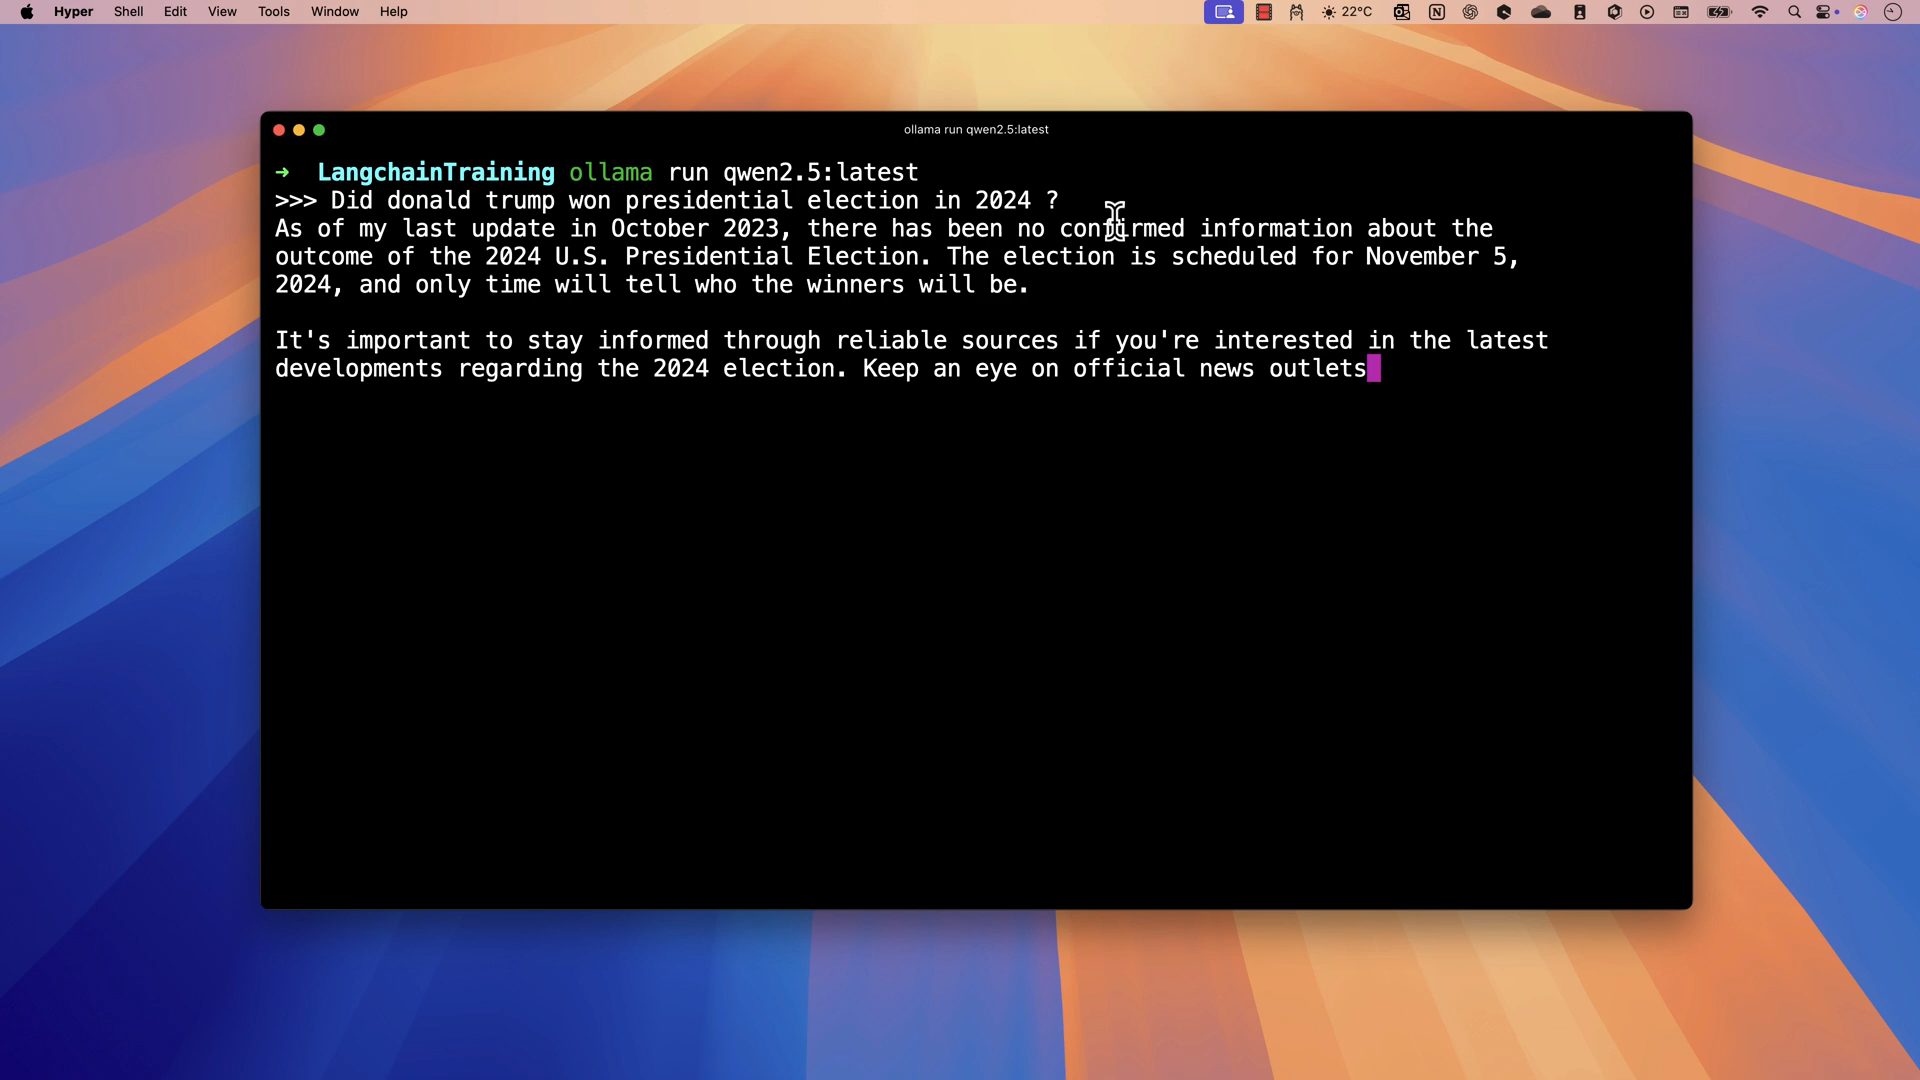 Hyper Shell Edit View Tools Window Help 22°C
ollama run qwen2.5:latest
➜ LangchainTraining ollama run qwen2.5:latest
>>> Did donald trump won presidential election in 2024 ?
As of my last update in October 2023, there has been no confirmed information about the
outcome of the 2024 U.S. Presidential Election. The election is scheduled for November 5,
2024, and only time will tell who the winners will be.
It's important to stay informed through reliable sources if you're interested in the latest
developments regarding the 2024 election. Keep an eye on official news outlets